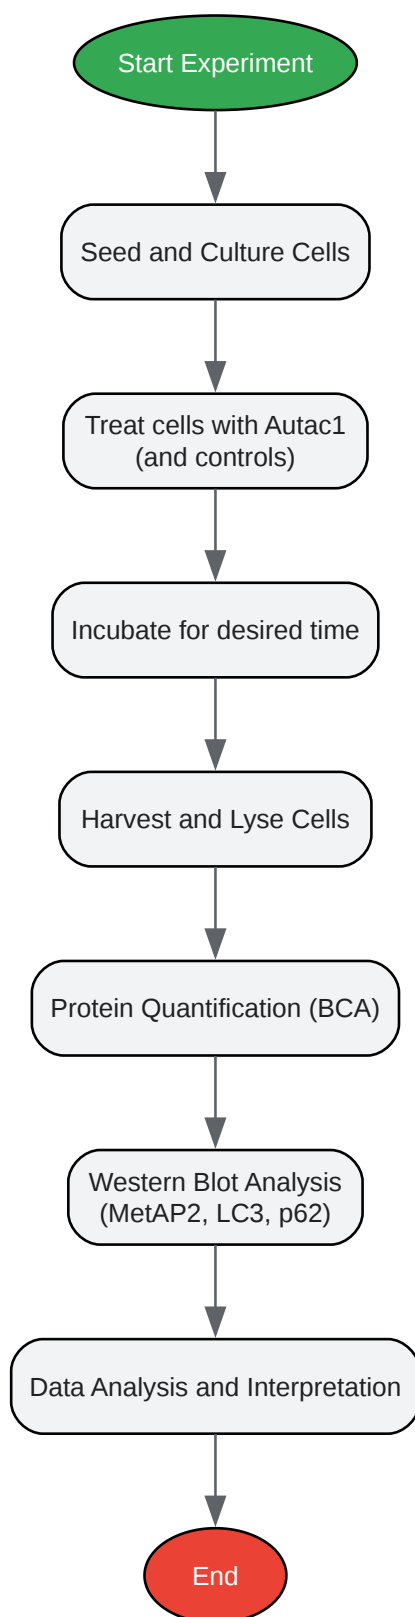 Start Experiment
Seed and Culture Cells
Treat cells with Autac1
(and controls)
Incubate for desired time
Harvest and Lyse Cells
Protein Quantification (BCA)
Western Blot Analysis
(MetAP2, LC3, p62)
Data Analysis and Interpretation
End